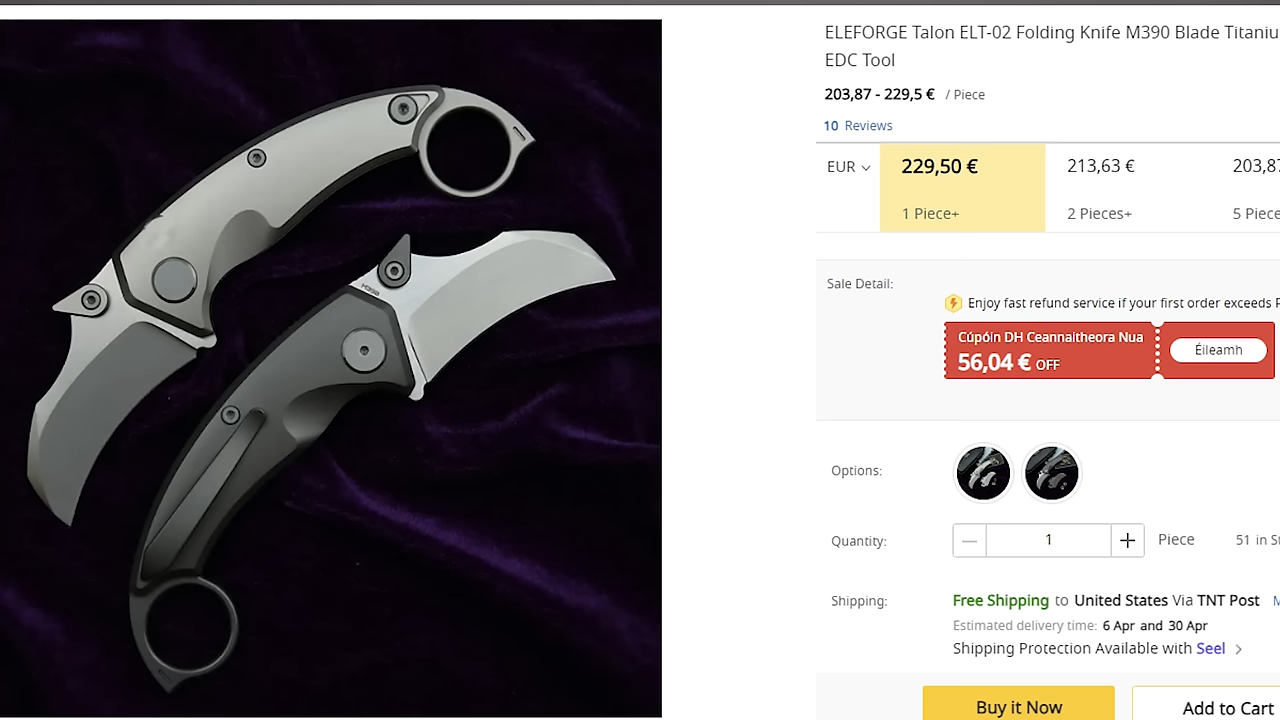 ELEFORGE Talon ELT-02 Folding Knife M390 Blade Titaniu
EDC Tool
203,87 - 229,5 € / Piece
10 Reviews
EUR 229,50 € 213,63 € 203,87
1 Piece+ 2 Pieces+ 5 Piece
Sale Detail:
Enjoy fast refund service if your first order exceeds
Cúpóin DH Ceannaitheora Nua
56,04 € OFF
Éileamh
Options:
Quantity: 1 Piece 51 in S
Shipping: Free Shipping to United States Via TNT Post
Estimated delivery time: 6 Apr and 30 Apr
Shipping Protection Available with Seel
Buy it Now Add to Cart